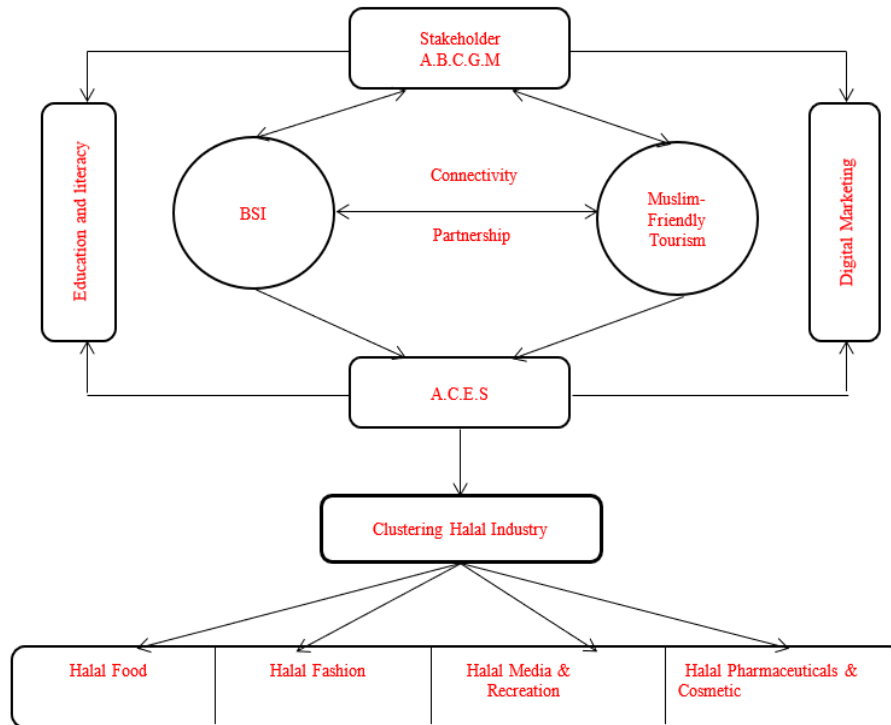 Stakeholder
A.B.C.G.M
Education and literacy
BSI
Connectivity
Partnership
Muslim-
Friendly
Tourism
Digital Marketing
A.C.E.S
Clustering Halal Industry
Halal Food
Halal Fashion
Halal Media &
Recreation
Halal Pharmaceuticals &
Cosmetic